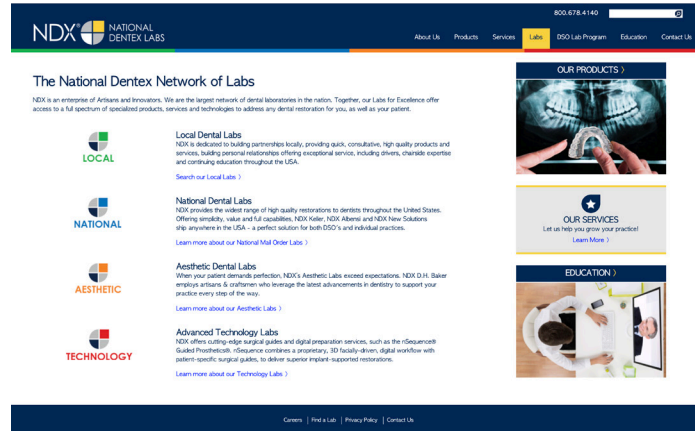 800.678.4140
NDX® NATIONAL DENTEX LABS
About Us Products Services Labs DSO Lab Program Education Contact Us
The National Dentex Network of Labs
NDX is an enterprise of Artisans and Innovators. We are the largest network of dental laboratories in the nation. Together, our Labs for Excellence offer
access to a full spectrum of specialized products, services and technologies to address any dental restoration for you, as well as your patient.
LOCAL
Local Dental Labs
NDX is dedicated to building partnerships locally, providing quick, consultative, high quality products and
services, building personal relationships offering exceptional service, including drivers, chairside expertise
and continuing education throughout the USA.
Search our Local Labs 〉
NATIONAL
National Dental Labs
NDX provides the widest range of high quality restorations to dentists throughout the United States.
Offering simplicity, value and full capabilities, NDX Keller, NDX Albensi and NDX New Solutions
ship anywhere in the USA - a perfect solution for both DSO's and individual practices.
Learn more about our National Mail Order Labs 〉
AESTHETIC
Aesthetic Dental Labs
When your patient demands perfection, NDX's Aesthetic Labs exceed expectations. NDX D.H. Baker
employs artisans & craftsmen who leverage the latest advancements in dentistry to support your
practice every step of the way.
Learn more about our Aesthetic Labs 〉
TECHNOLOGY
Advanced Technology Labs
NDX offers cutting-edge surgical guides and digital preparation services, such as the nSequence®
Guided Prosthetics®. nSequence combines a proprietary, 3D facially-driven, digital workflow with
patient-specific surgical guides, to deliver superior implant-supported restorations.
Learn more about our Technology Labs 〉
OUR PRODUCTS 〉
OUR SERVICES
Let us help you grow your practice!
Learn More 〉
EDUCATION 〉
Careers | Find a Lab | Privacy Policy | Contact Us